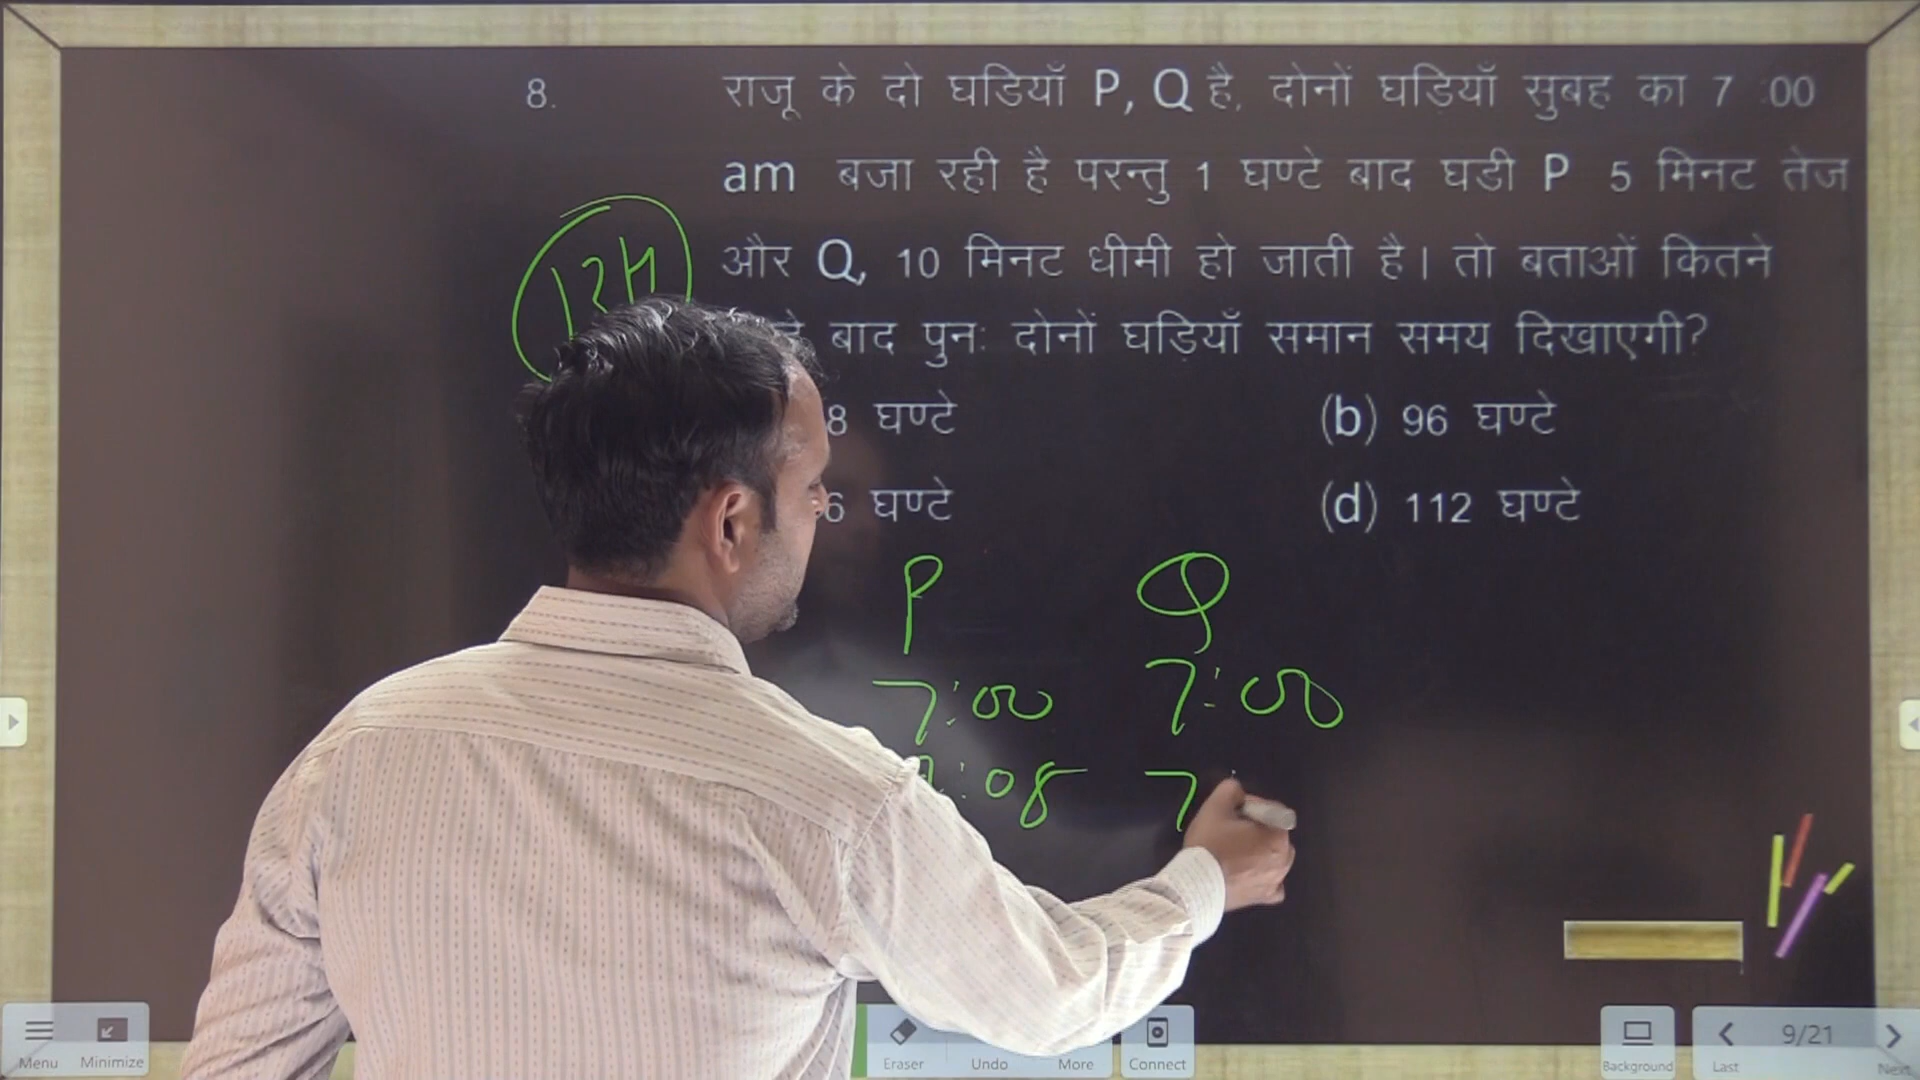 8. राजू के दो घडियाँ P, Q है, दोनों घडियाँ सुबह का 7 :00
am बजा रही है परन्तु 1 घण्टे बाद घडी P 5 मिनट तेज
और Q, 10 मिनट धीमी हो जाती है। तो बताओं कितने
बाद पुनः दोनों घड़ियाँ समान समय दिखाएगी?
8 घण्टे (b) 96 घण्टे
6 घण्टे (d) 112 घण्टे
12H
P Q
7:00 7:00
:08 7
Menu Minimize Eraser Undo More Connect Background Last 9/21 Next